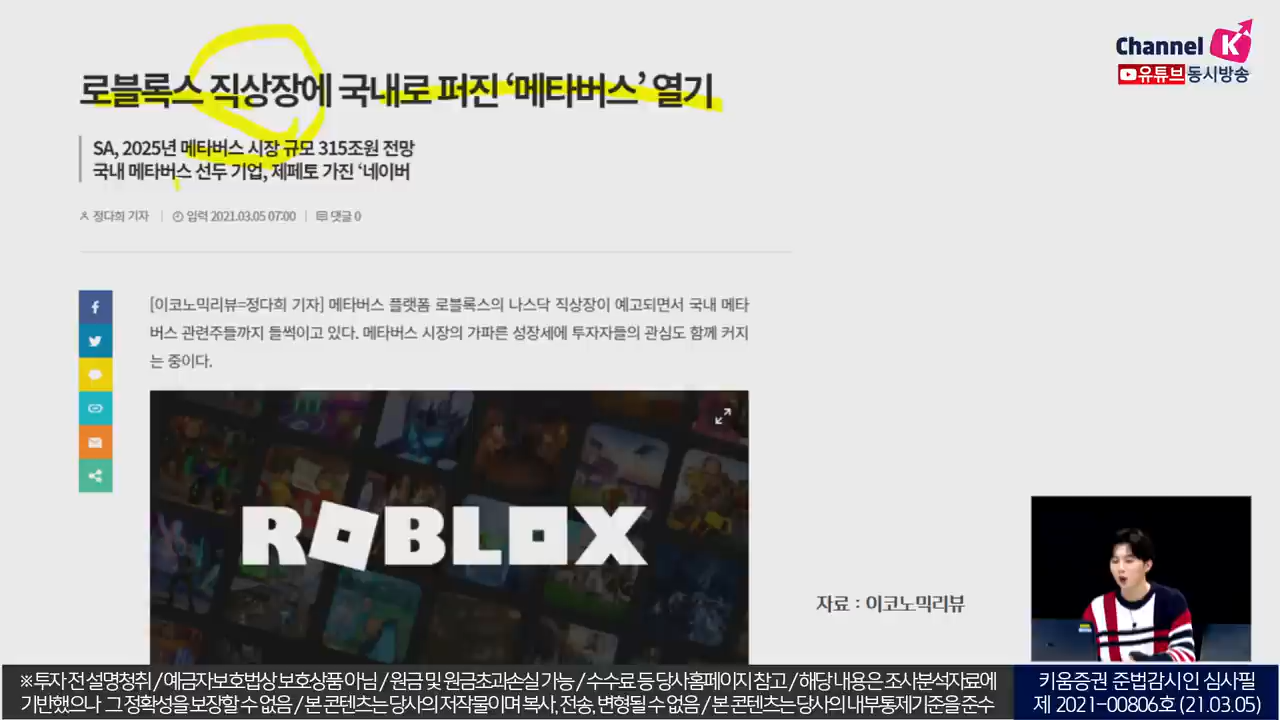 Channel K
유튜브동시방송
로블록스 직상장에 국내로 퍼진 ‘메타버스’ 열기
SA, 2025년 메타버스 시장 규모 315조원 전망
국내 메타버스 선두 기업, 제페토 가진 ‘네이버
정다희 기자 | 입력 2021.03.05 07:00 | 댓글 0
[이코노믹리뷰=정다희 기자] 메타버스 플랫폼 로블록스의 나스닥 직상장이 예고되면서 국내 메타
버스 관련주들까지 들썩이고 있다. 메타버스 시장의 가파른 성장세에 투자자들의 관심도 함께 커지
는 중이다.
ROBLOX
자료 : 이코노믹리뷰
※ 투자 전 설명청취 / 예금자보호법상 보호상품 아님 / 원금 및 원금초과손실 가능 / 수수료 등 당사홈페이지 참고 / 해당 내용은 조사분석자료에
기반했으나 그 정확성을 보장할 수 없음 / 본 콘텐츠는 당사의 저작물이며 복사, 전송, 변형될 수 없음 / 본 콘텐츠는 당사의 내부통제기준을 준수
키움증권 준법감시인 심사필
제 2021-00806호 (21.03.05)